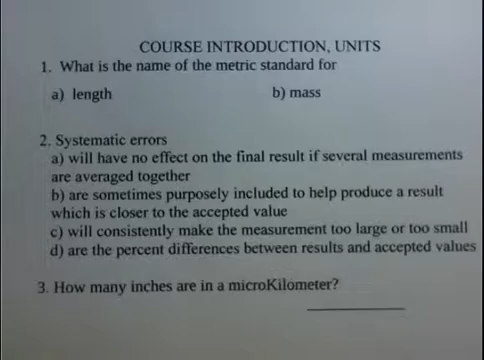 COURSE INTRODUCTION, UNITS
1. What is the name of the metric standard for
a) length b) mass
2. Systematic errors
a) will have no effect on the final result if several measurements
are averaged together
b) are sometimes purposely included to help produce a result
which is closer to the accepted value
c) will consistently make the measurement too large or too small
d) are the percent differences between results and accepted values
3. How many inches are in a microKilometer?